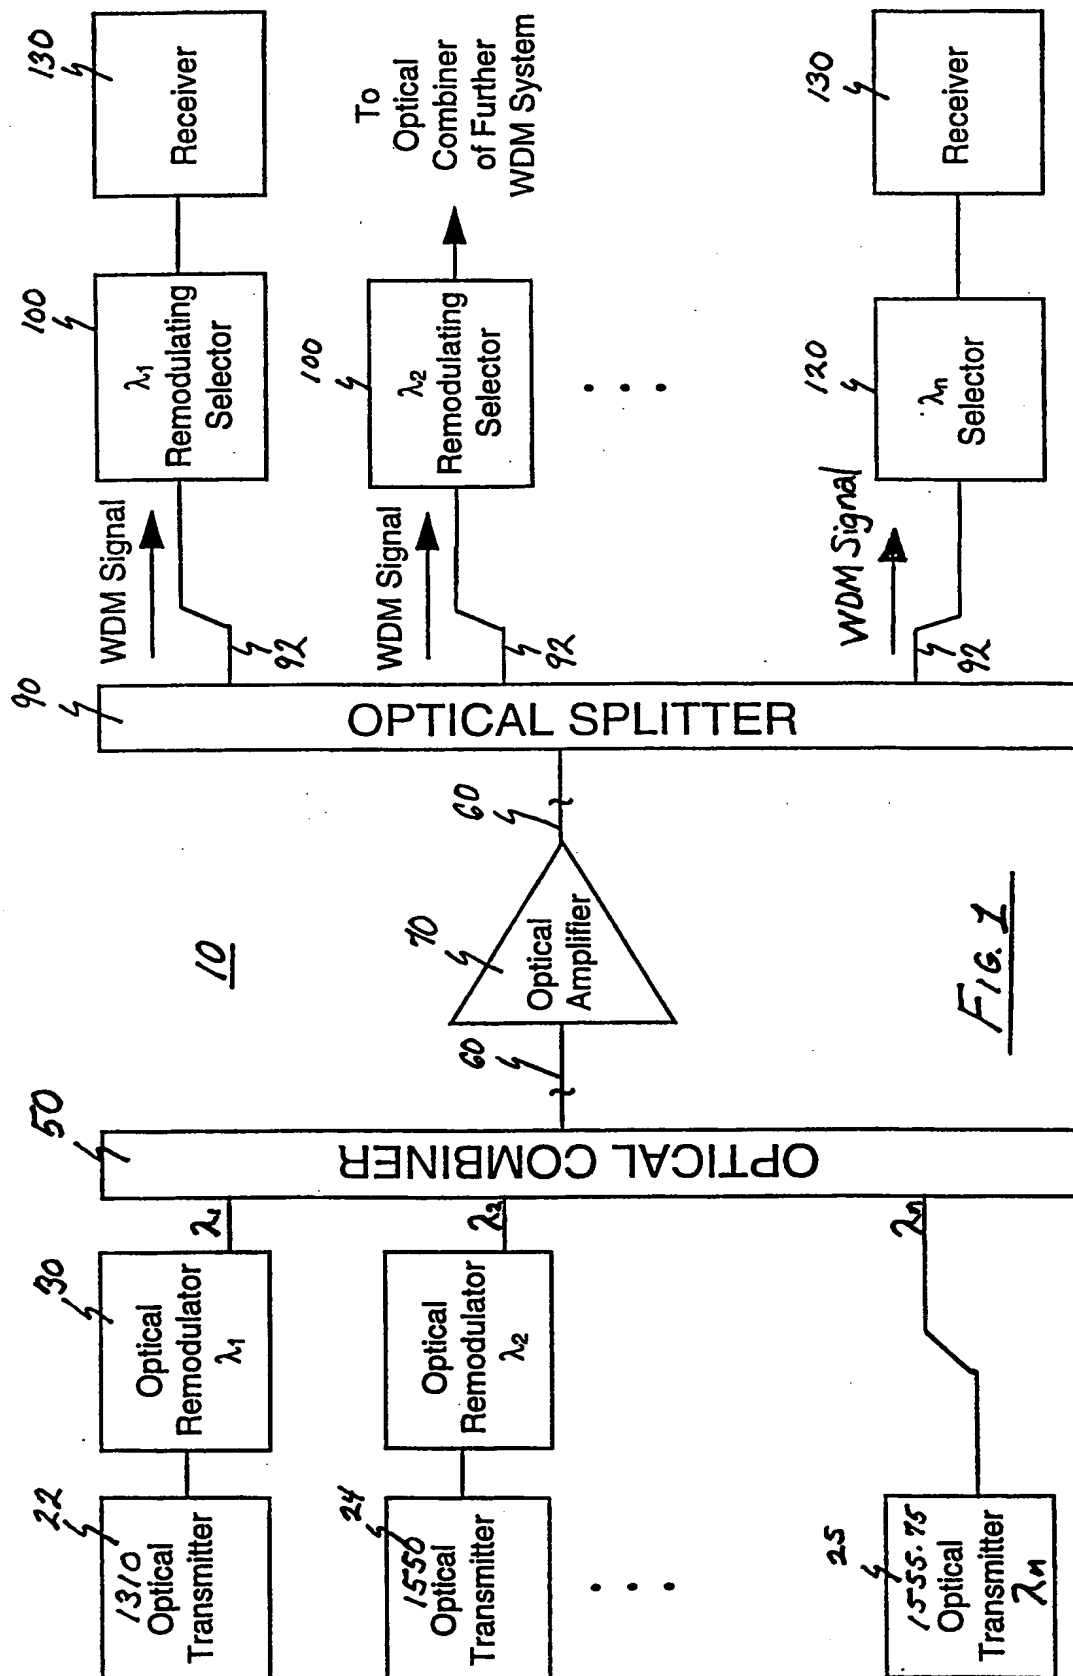 22
1310
Optical
Transmitter
30
Optical
Remodulator
λ1
λ1
24
1550
Optical
Transmitter
Optical
Remodulator
λ2
λ2
25
1555.75
Optical
Transmitter
λn
λn
50
OPTICAL COMBINER
10
60
70
Optical
Amplifier
60
FIG. 1
90
OPTICAL SPLITTER
92
WDM Signal
100
λ1
Remodulating
Selector
130
Receiver
92
WDM Signal
100
λ2
Remodulating
Selector
To
Optical
Combiner
of Further
WDM System
92
WDM Signal
120
λn
Selector
130
Receiver